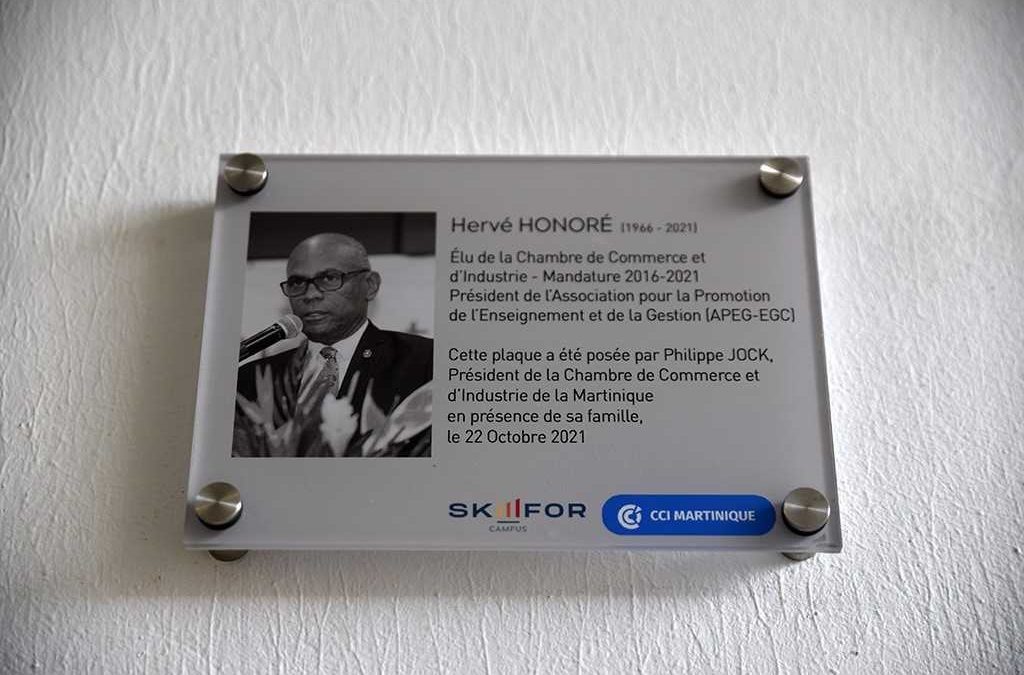 Hervé HONORÉ (1966 - 2021)
Élu de la Chambre de Commerce et
d'Industrie - Mandature 2016-2021
Président de l'Association pour la Promotion
de l'Enseignement et de la Gestion (APEG-EGC)
Cette plaque a été posée par Philippe JOCK,
Président de la Chambre de Commerce et
d'Industrie de la Martinique
en présence de sa famille,
le 22 Octobre 2021
SKILLFOR
CAMPUS
CCI MARTINIQUE